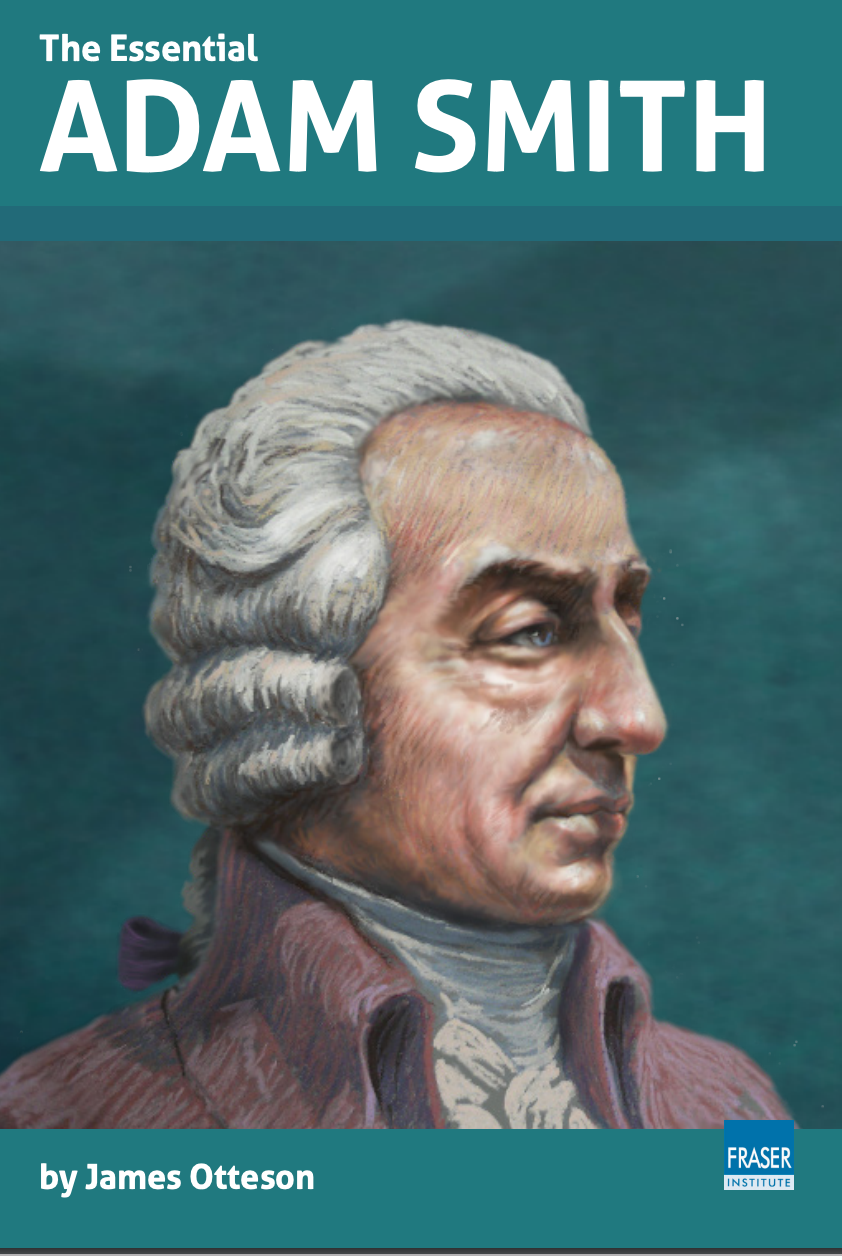 The Essential
ADAM SMITH
by James Otteson
FRASER
INSTITUTE